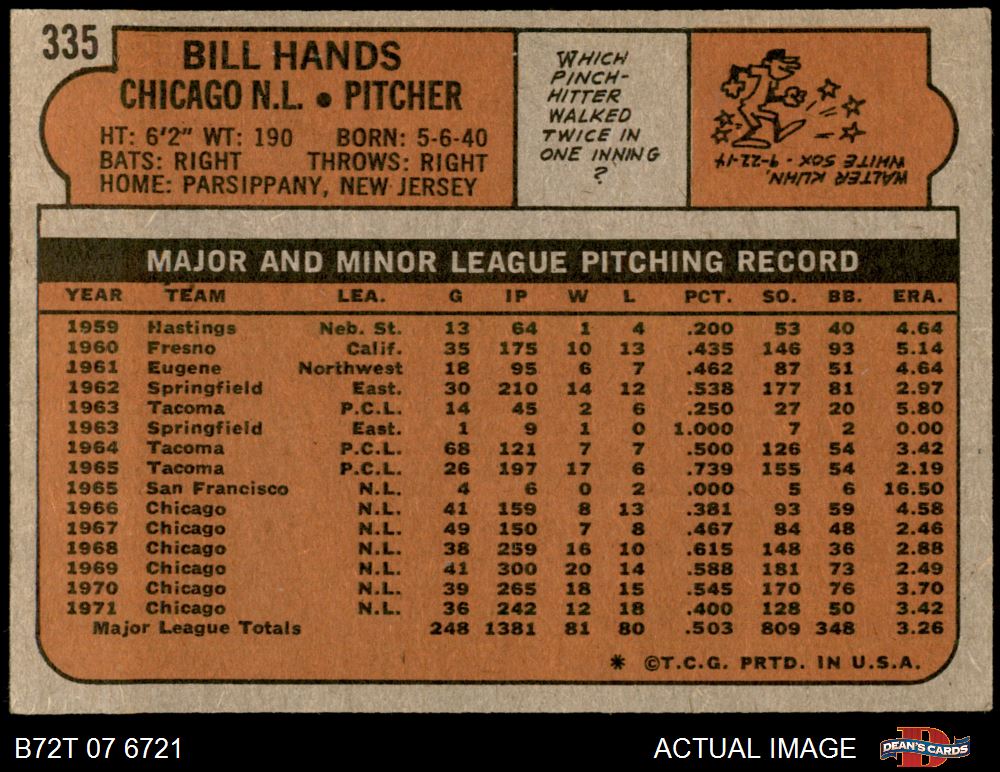 335
BILL HANDS
CHICAGO N.L. • PITCHER
HT: 6'2" WT: 190 BORN: 5-6-40
BATS: RIGHT THROWS: RIGHT
HOME: PARSIPPANY, NEW JERSEY
WHICH
PINCH-
HITTER
WALKED
TWICE IN
ONE INNING
?
WALTER KUHN,
WHITE SOX - 9-22-14
MAJOR AND MINOR LEAGUE PITCHING RECORD
YEAR TEAM LEA. G IP W L PCT. SO. BB. ERA.
1959 Hastings Neb. St. 13 64 1 4 .200 53 40 4.64
1960 Fresno Calif. 35 175 10 13 .435 146 93 5.14
1961 Eugene Northwest 18 95 6 7 .462 87 51 4.64
1962 Springfield East. 30 210 14 12 .538 177 81 2.97
1963 Tacoma P.C.L. 14 45 2 6 .250 27 20 5.80
1963 Springfield East. 1 9 1 0 1.000 7 2 0.00
1964 Tacoma P.C.L. 68 121 7 7 .500 126 54 3.42
1965 Tacoma P.C.L. 26 197 17 6 .739 155 54 2.19
1965 San Francisco N.L. 4 6 0 2 .000 5 6 16.50
1966 Chicago N.L. 41 159 8 13 .381 93 59 4.58
1967 Chicago N.L. 49 150 7 8 .467 84 48 2.46
1968 Chicago N.L. 38 259 16 10 .615 148 36 2.88
1969 Chicago N.L. 41 300 20 14 .588 181 73 2.49
1970 Chicago N.L. 39 265 18 15 .545 170 76 3.70
1971 Chicago N.L. 36 242 12 18 .400 128 50 3.42
Major League Totals 248 1381 81 80 .503 809 348 3.26
* ©T.C.G. PRTD. IN U.S.A.
B72T 07 6721 ACTUAL IMAGE DEAN'S CARDS